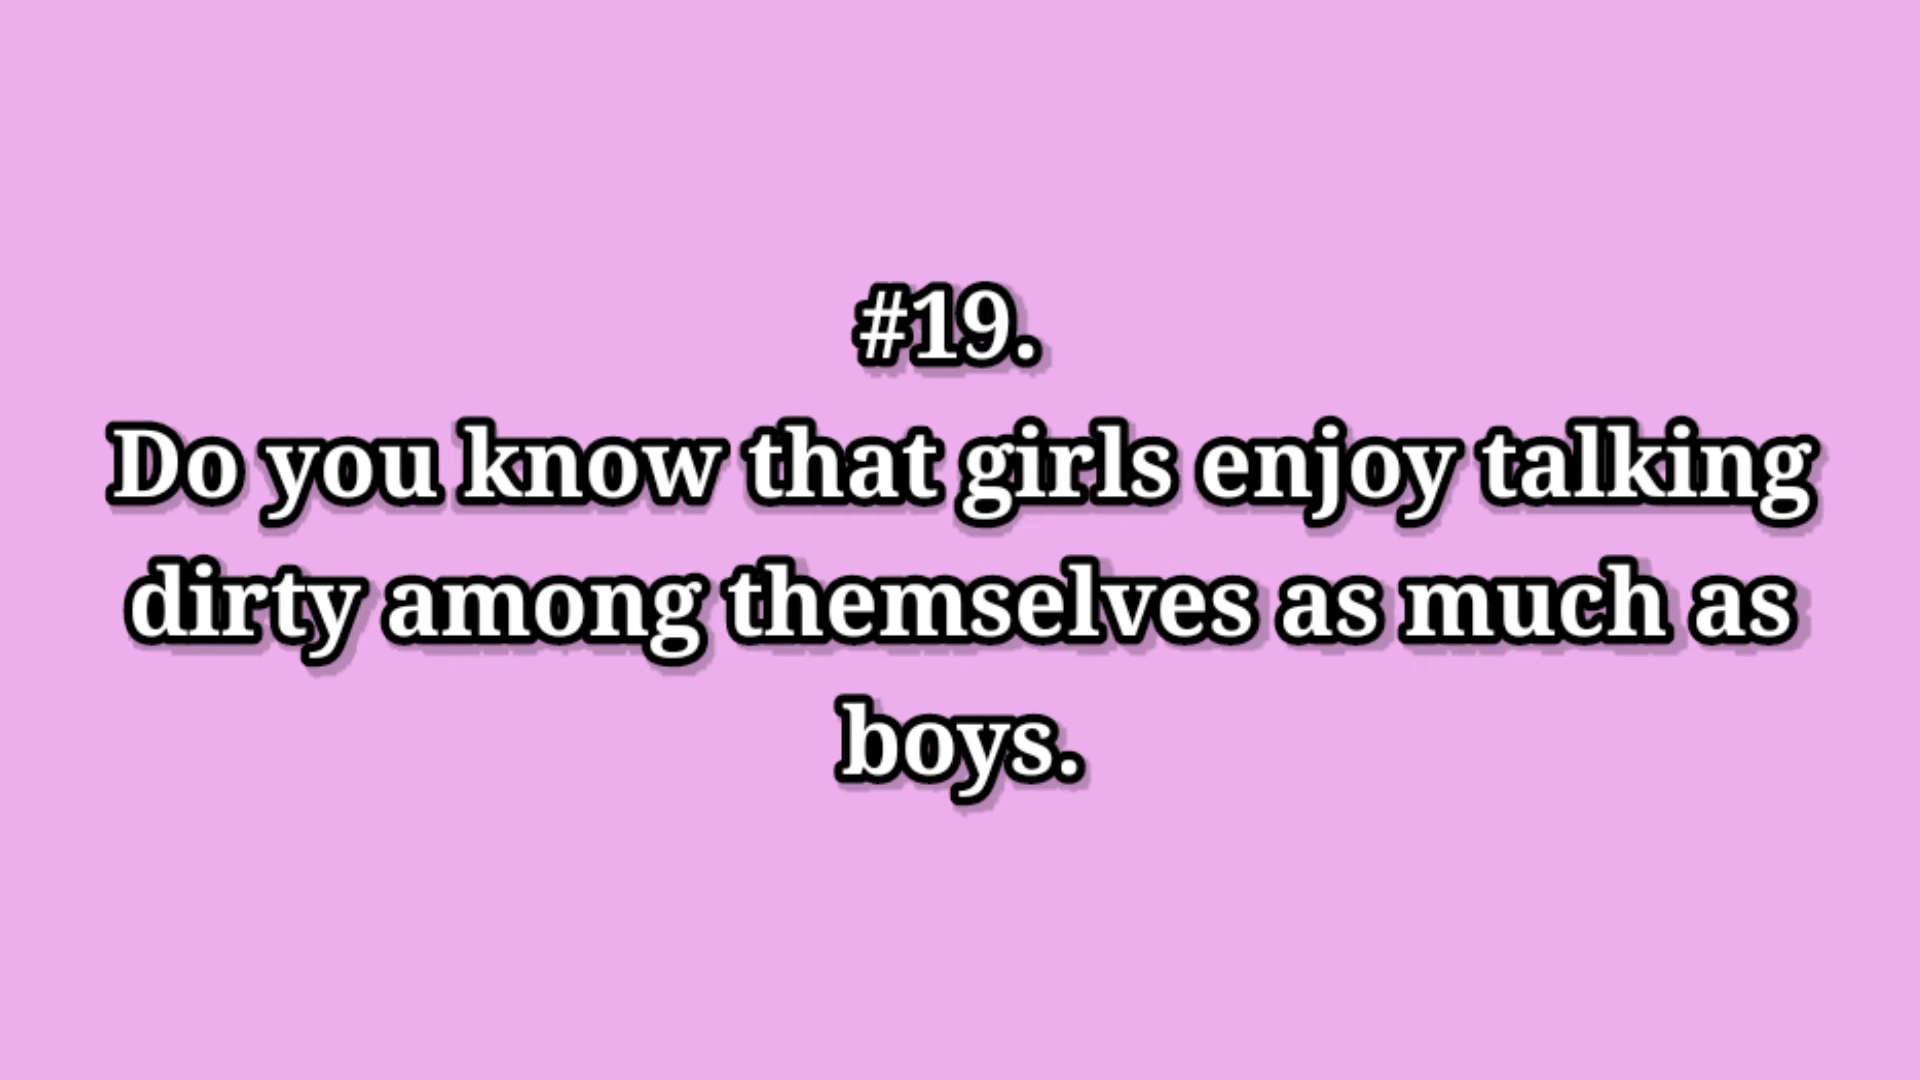 #19.
Do you know that girls enjoy talking
dirty among themselves as much as
boys.